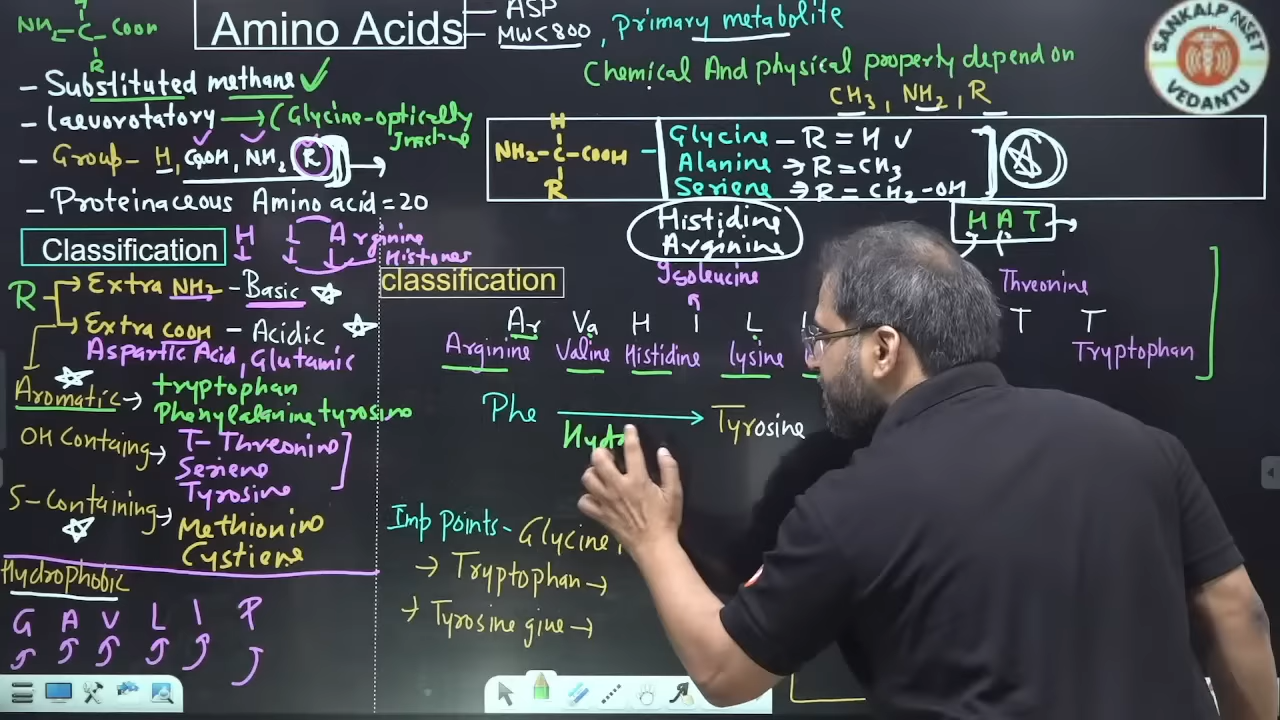 NH2-C-COOH
R
Amino Acids
ASP
MW<800, Primary metabolite
Chemical And physical property depend on
CH3, NH2, R
SANKALP NEET
VEDANTU
- Substituted methane ✓
- laevorotatory → (Glycine-optically
Inactive
- Group- H, COOH, NH2 R →
- Proteinaceous Amino acid=20
H
NH2-C-COOH
R
Glycine - R = H ✓
Alanine → R = CH3
Seriene → R = CH2-OH
Histidine
Arginine
H A T →
Classification
H L Arginine
Histones
R → Extra NH2 - Basic
→ Extra COOH - Acidic
Aspartic Acid, Glutamic
Aromatic → tryptophan
Phenylalanine tyrosine
OH Containg → T- Threonine
Seriene
Tyrosine
S-Containing → Methionine
Cystiene
Hydrophobic
G A V L I P
classification
Isoleucine
Threonine
Ar Va H I L
T T
Arginine Valine Histidine lysine
Tryptophan
Phe → Tyrosine
Imp points- Glycine
→ Tryptophan →
→ Tyrosine give →